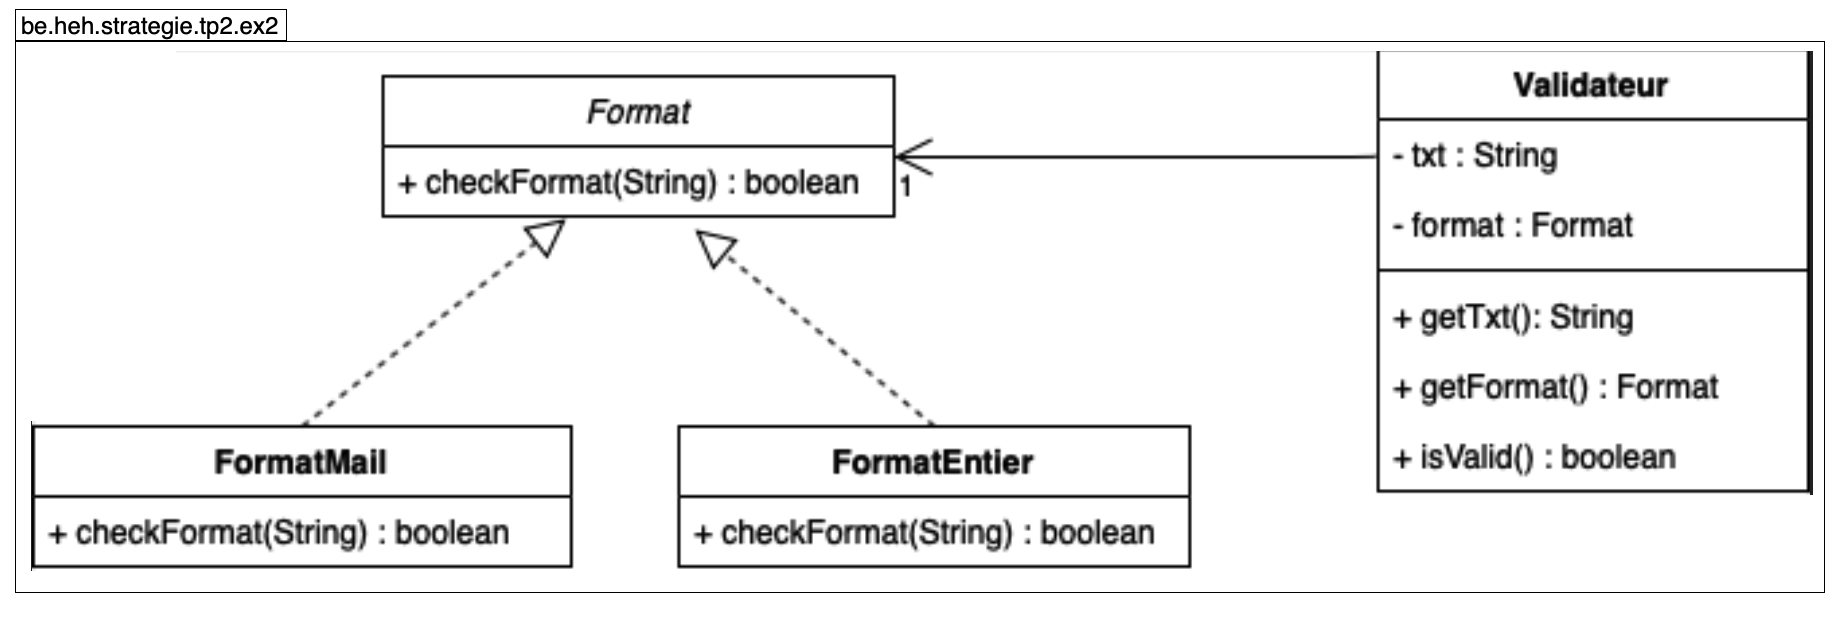 be.heh.strategie.tp2.ex2
Format
+ checkFormat(String) : boolean
1
Validateur
- txt : String
- format : Format
+ getTxt(): String
+ getFormat() : Format
+ isValid() : boolean
FormatMail
+ checkFormat(String) : boolean
FormatEntier
+ checkFormat(String) : boolean